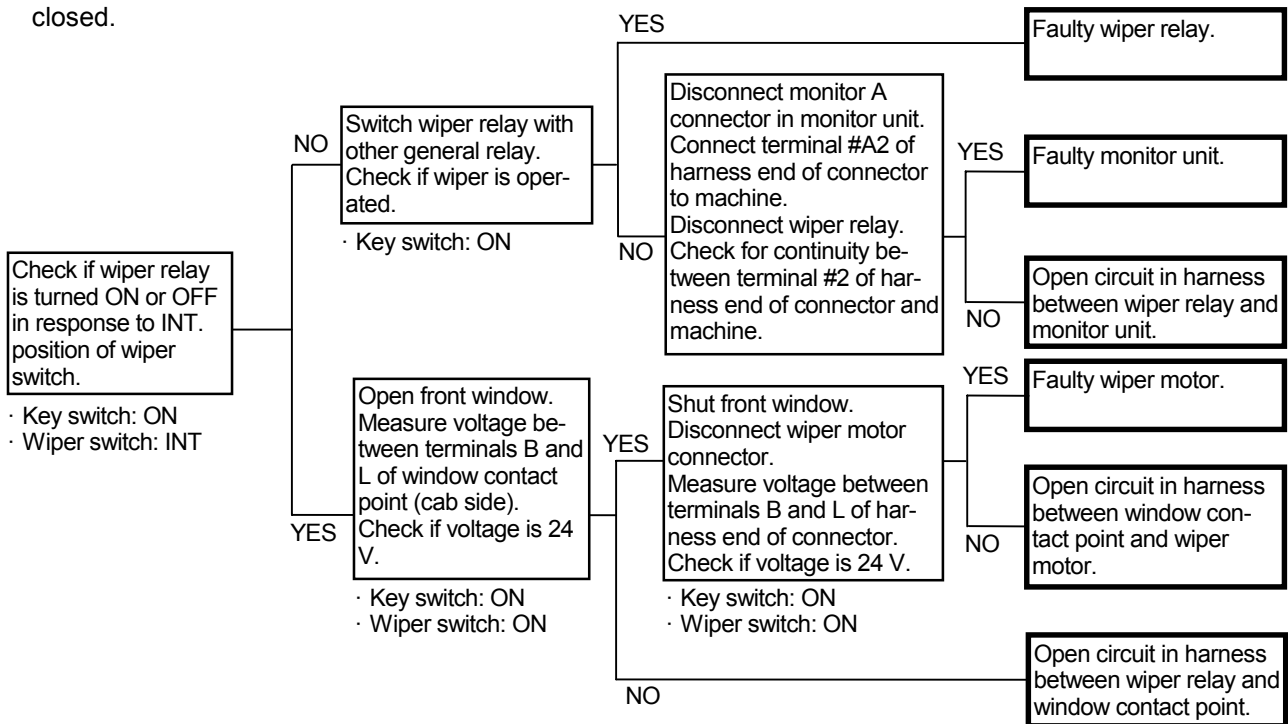 closed.
Check if wiper relay
is turned ON or OFF
in response to INT.
position of wiper
switch.
· Key switch: ON
· Wiper switch: INT
NO
Switch wiper relay with
other general relay.
Check if wiper is oper-
ated.
· Key switch: ON
YES
Faulty wiper relay.
NO
Disconnect monitor A
connector in monitor unit.
Connect terminal #A2 of
harness end of connector
to machine.
Disconnect wiper relay.
Check for continuity be-
tween terminal #2 of har-
ness end of connector and
machine.
YES
Faulty monitor unit.
NO
Open circuit in harness
between wiper relay and
monitor unit.
YES
Open front window.
Measure voltage be-
tween terminals B and
L of window contact
point (cab side).
Check if voltage is 24
V.
· Key switch: ON
· Wiper switch: ON
YES
Shut front window.
Disconnect wiper motor
connector.
Measure voltage between
terminals B and L of har-
ness end of connector.
Check if voltage is 24 V.
· Key switch: ON
· Wiper switch: ON
YES
Faulty wiper motor.
NO
Open circuit in harness
between window con-
tact point and wiper
motor.
NO
Open circuit in harness
between wiper relay and
window contact point.